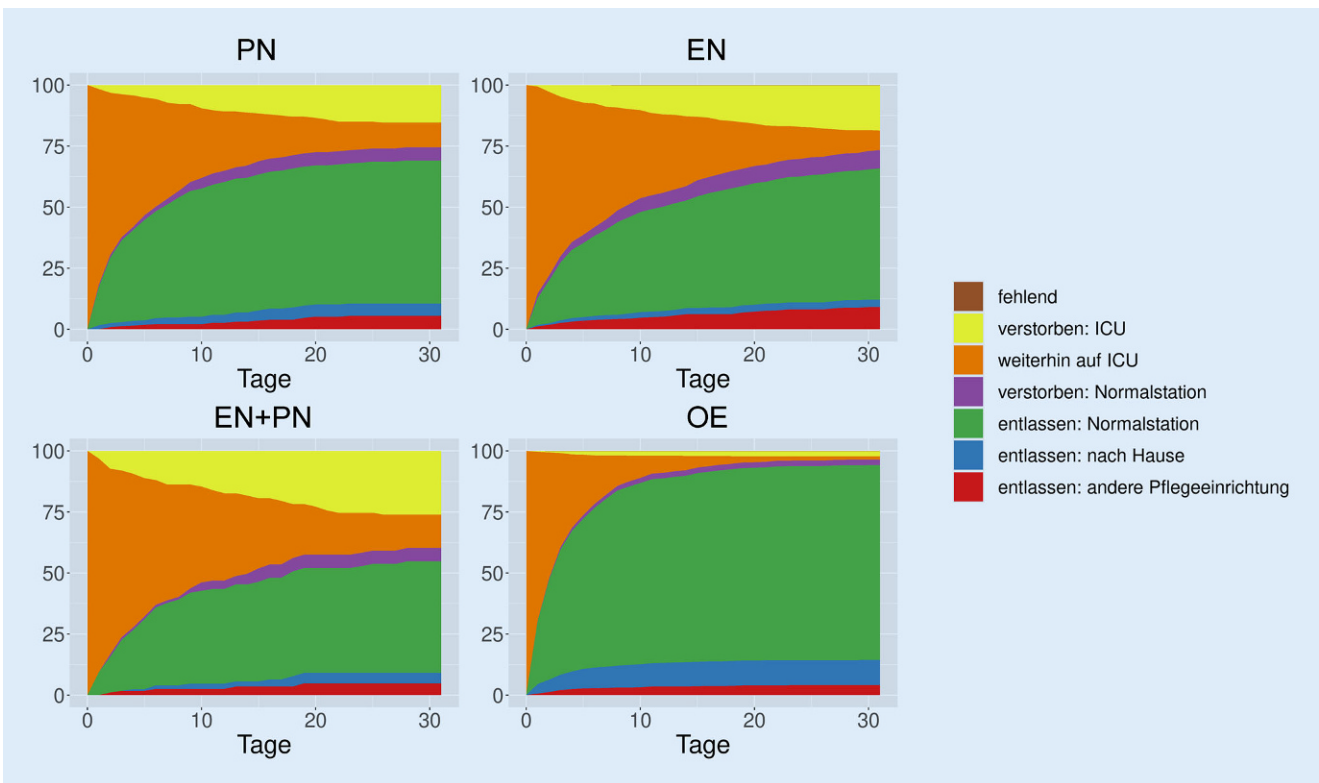 PN
EN
100
75
50
25
0
0 10 20 30
Tage
100
75
50
25
0
0 10 20 30
Tage
EN+PN
OE
100
75
50
25
0
0 10 20 30
Tage
100
75
50
25
0
0 10 20 30
Tage
fehlend
verstorben: ICU
weiterhin auf ICU
verstorben: Normalstation
entlassen: Normalstation
entlassen: nach Hause
entlassen: andere Pflegeeinrichtung